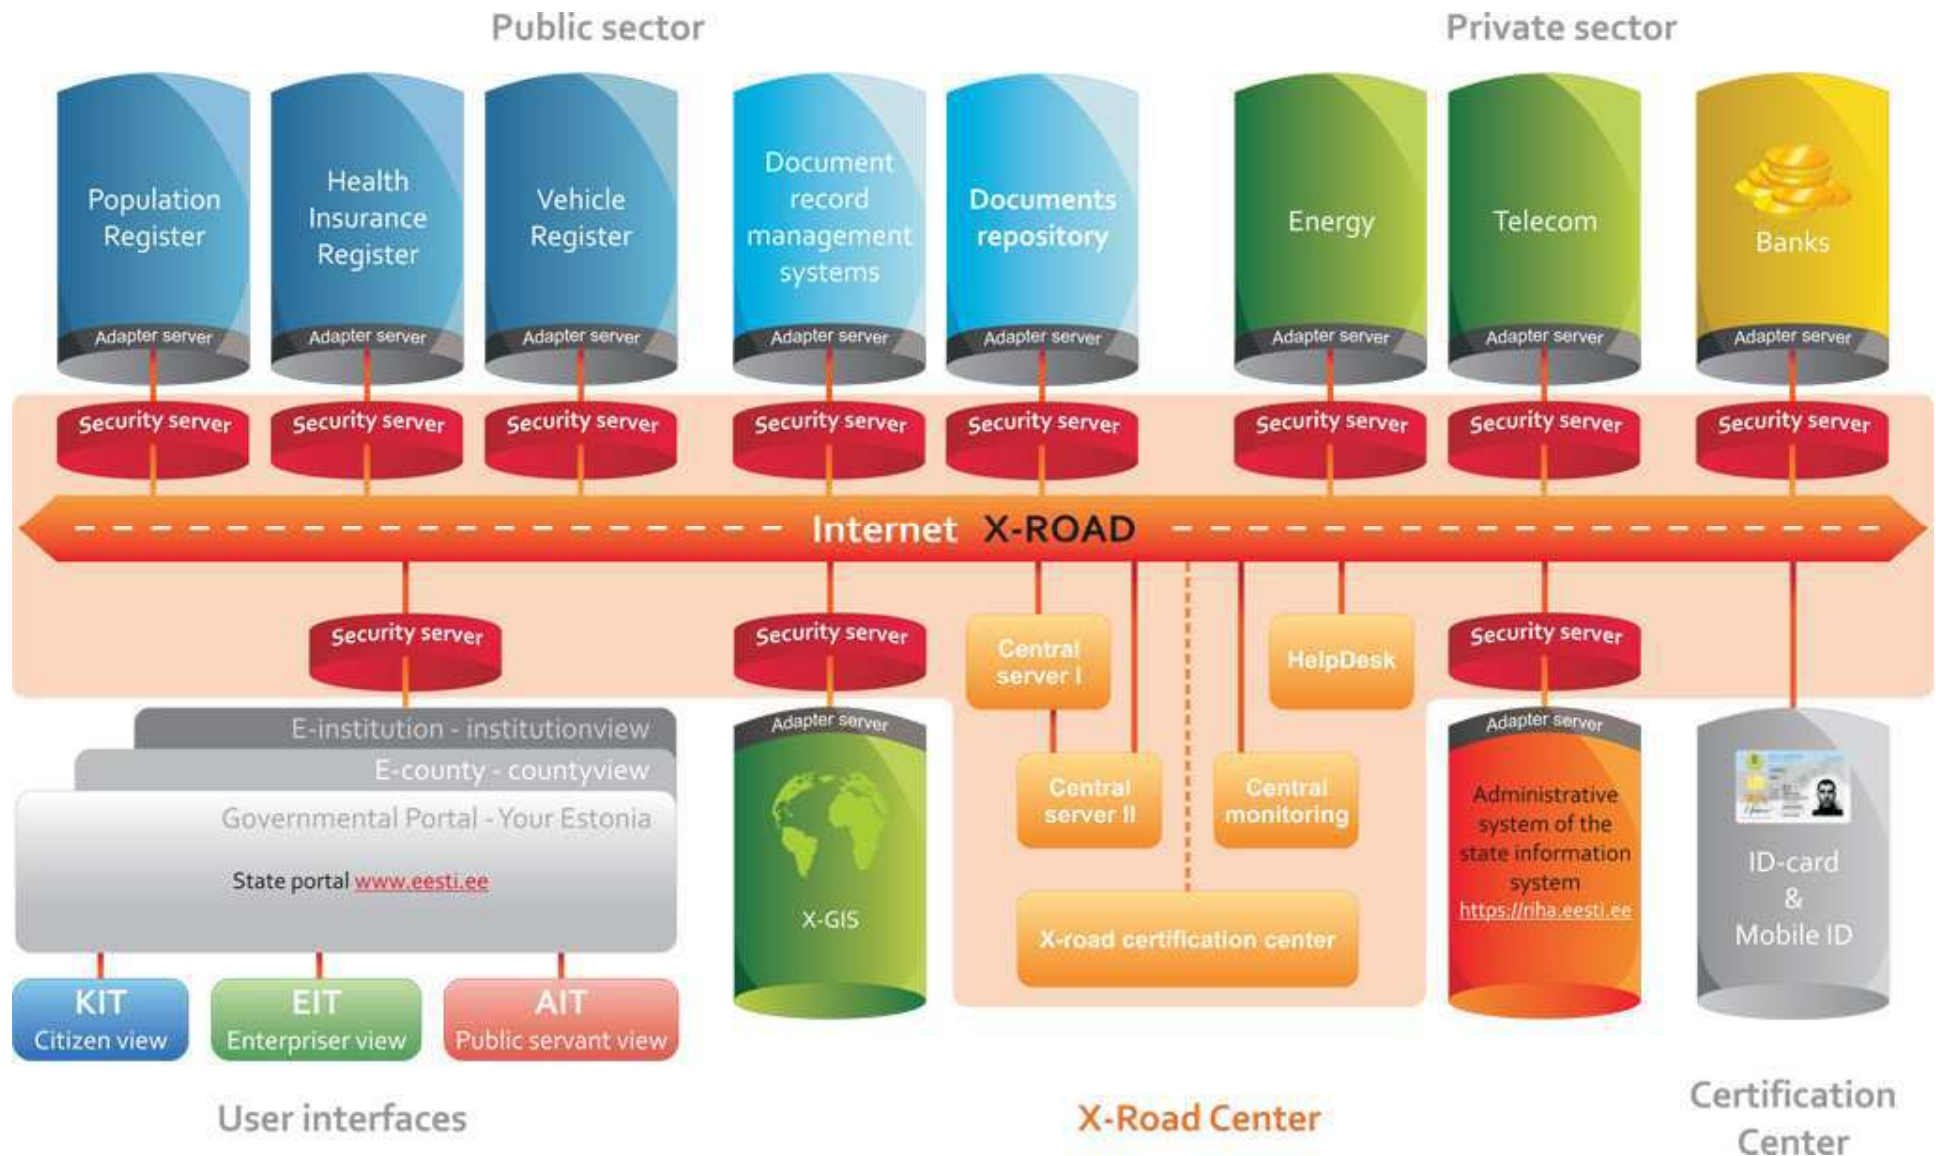 Public sector
Private sector
Population
Register
Adapter server
Health
Insurance
Register
Adapter server
Vehicle
Register
Adapter server
Document
record
management
systems
Adapter server
Documents
repository
Adapter server
Energy
Adapter server
Telecom
Adapter server
Banks
Adapter server
Security server
Security server
Security server
Security server
Security server
Security server
Security server
Security server
Internet X-ROAD
Security server
Security server
Central
server I
HelpDesk
Security server
E-institution - institutionview
E-county - countyview
Governmental Portal - Your Estonia
State portal www.eesti.ee
Adapter server
X-GIS
Central
server II
Central
monitoring
X-road certification center
Adapter server
Administrative
system of the
state information
system
https://riha.eesti.ee
ID-card
&
Mobile ID
KIT
Citizen view
EIT
Enterpriser view
AIT
Public servant view
User interfaces
X-Road Center
Certification
Center